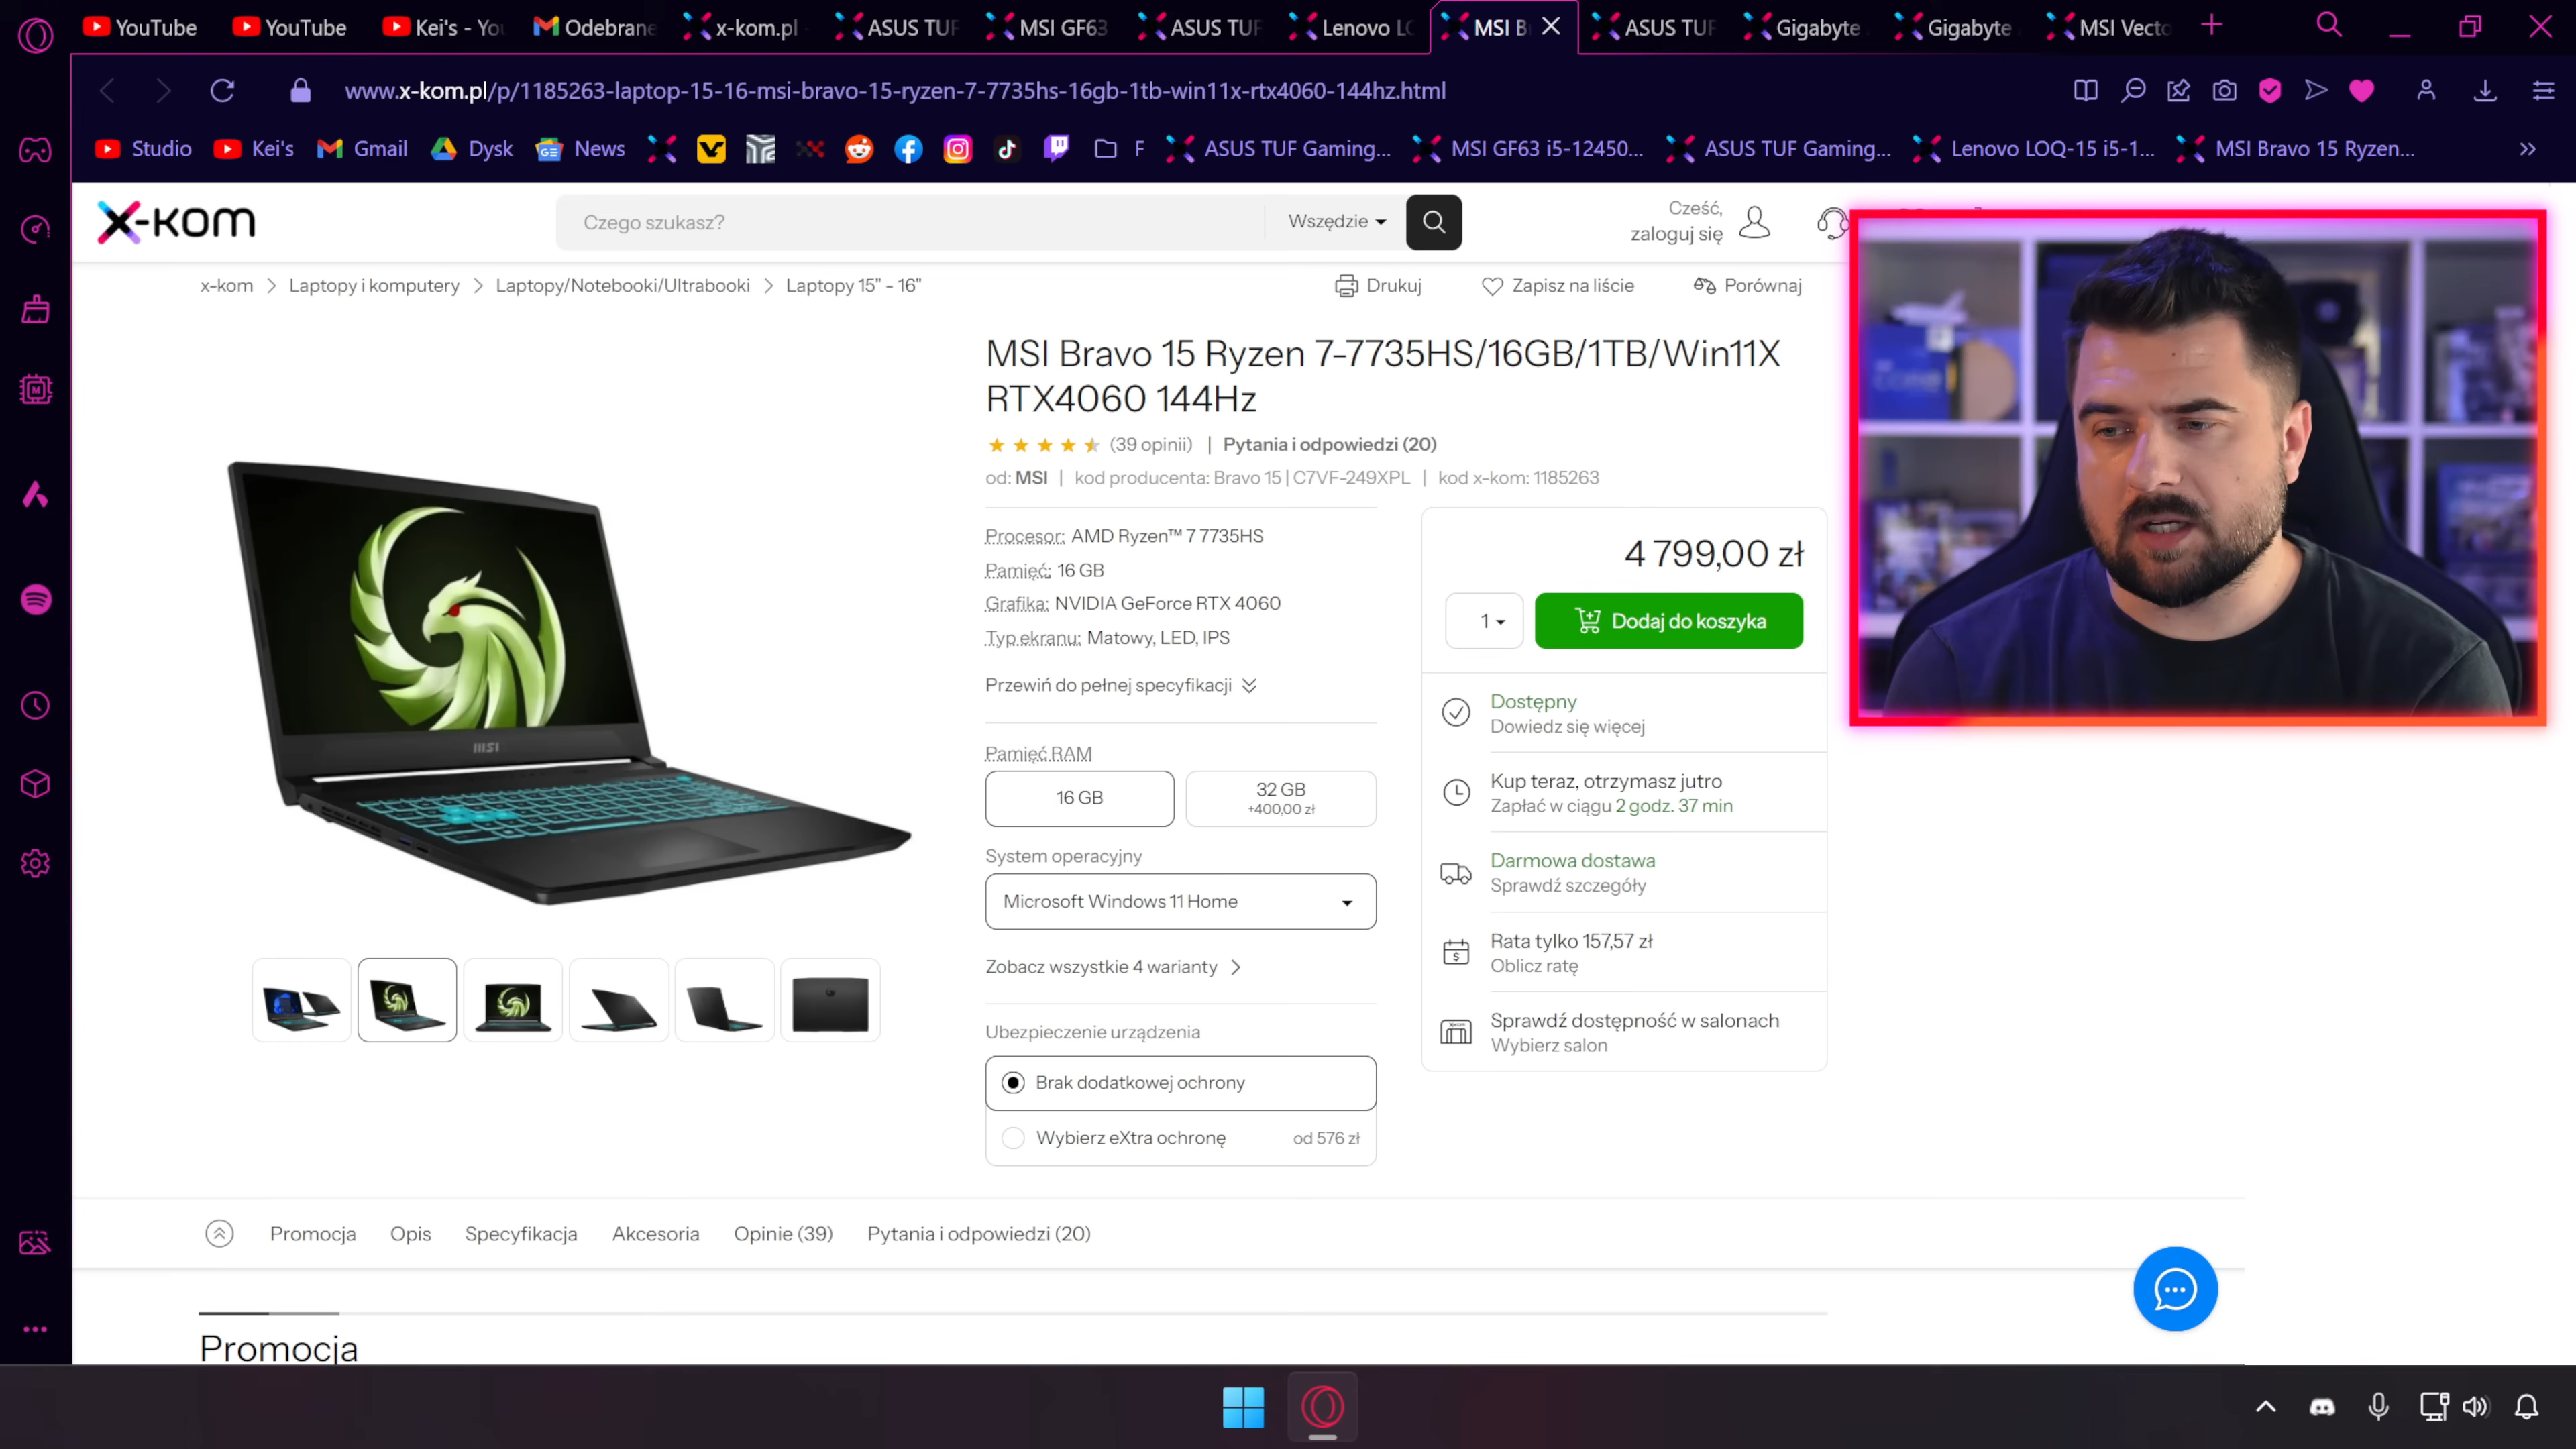 YouTube
YouTube
Kei's - Yo
Odebrane
x-kom.pl
ASUS TUF
MSI GF63
ASUS TUF
Lenovo LO
MSI B
ASUS TUF
Gigabyte
Gigabyte
MSI Vecto
www.x-kom.pl/p/1185263-laptop-15-16-msi-bravo-15-ryzen-7-7735hs-16gb-1tb-win11x-rtx4060-144hz.html
Studio
Kei's
Gmail
Dysk
News
F
ASUS TUF Gaming...
MSI GF63 i5-12450...
ASUS TUF Gaming...
Lenovo LOQ-15 i5-1...
MSI Bravo 15 Ryzen...
x-kom
Czego szukasz?
Wszędzie
Cześć,
zaloguj się
x-kom > Laptopy i komputery > Laptopy/Notebooki/Ultrabooki > Laptopy 15" - 16"
Drukuj
Zapisz na liście
Porównaj
MSI Bravo 15 Ryzen 7-7735HS/16GB/1TB/Win11X
RTX4060 144Hz
(39 opinii) | Pytania i odpowiedzi (20)
od: MSI | kod producenta: Bravo 15 | C7VF-249XPL | kod x-kom: 1185263
Procesor: AMD Ryzen™ 7 7735HS
Pamięć: 16 GB
Grafika: NVIDIA GeForce RTX 4060
Typ ekranu: Matowy, LED, IPS
Przewiń do pełnej specyfikacji
Pamięć RAM
16 GB
32 GB
+400,00 zł
System operacyjny
Microsoft Windows 11 Home
Zobacz wszystkie 4 warianty
Ubezpieczenie urządzenia
Brak dodatkowej ochrony
Wybierz eXtra ochronę
od 576 zł
4 799,00 zł
1
Dodaj do koszyka
Dostępny
Dowiedz się więcej
Kup teraz, otrzymasz jutro
Zapłać w ciągu 2 godz. 37 min
Darmowa dostawa
Sprawdź szczegóły
Rata tylko 157,57 zł
Oblicz ratę
Sprawdź dostępność w salonach
Wybierz salon
msi
Promocja
Opis
Specyfikacja
Akcesoria
Opinie (39)
Pytania i odpowiedzi (20)
Promocja